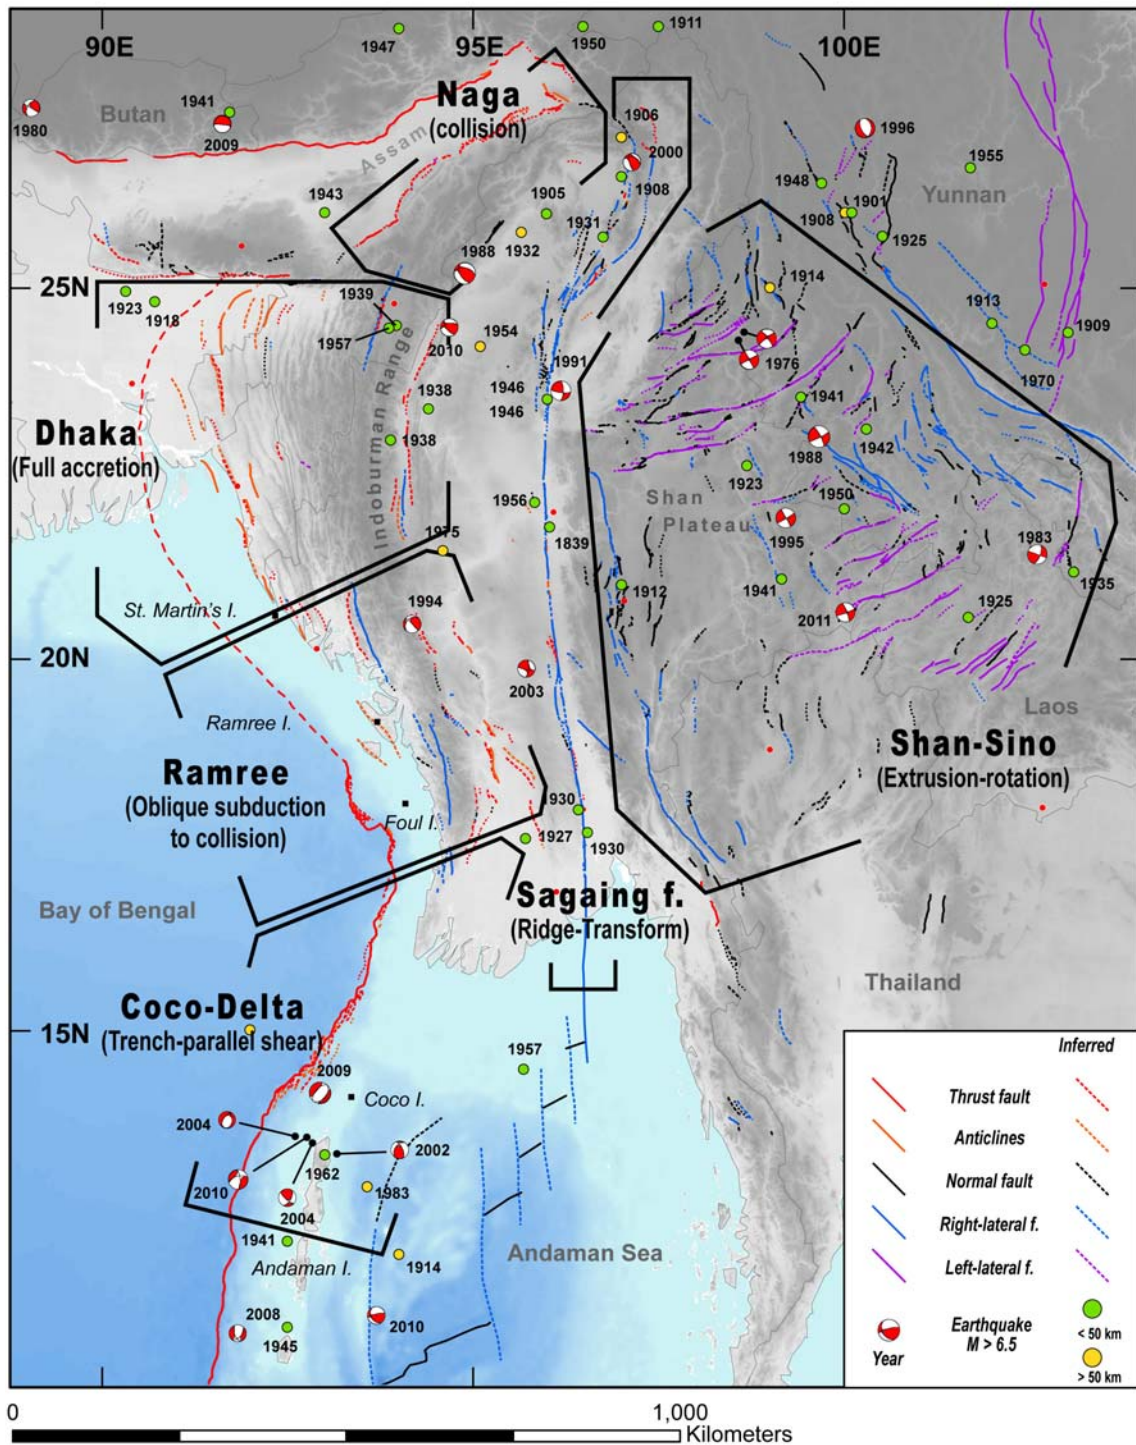 90E
95E
100E
1947
1950
1911
Butan
1941
1980
2009
Naga
(collision)
Assam
1906
2000
1908
1996
1955
1948
Yunnan
1943
1905
1931
1932
1901
1908
1925
1988
25N
1923
1918
1939
1957
2010
1954
1914
1913
1909
1976
1970
1991
1946
1946
1938
1938
Indoburman Range
Dhaka
(Full accretion)
1941
1942
1988
1923
Shan
Plateau
1950
1995
1956
1839
1975
1983
1935
1941
1912
2011
1925
St. Martin's I.
1994
20N
2003
Laos
Ramree I.
Shan-Sino
(Extrusion-rotation)
Ramree
(Oblique subduction
to collision)
Foul I.
1930
1927
1930
Sagaing f.
(Ridge-Transform)
Bay of Bengal
Thailand
Coco-Delta
(Trench-parallel shear)
15N
1957
2009
Coco I.
2004
2002
1962
2010
2004
1983
1941
Andaman I.
1914
Andaman Sea
2008
1945
2010
Inferred
Thrust fault
Anticlines
Normal fault
Right-lateral f.
Left-lateral f.
Earthquake
M > 6.5
Year
< 50 km
> 50 km
0
1,000
Kilometers